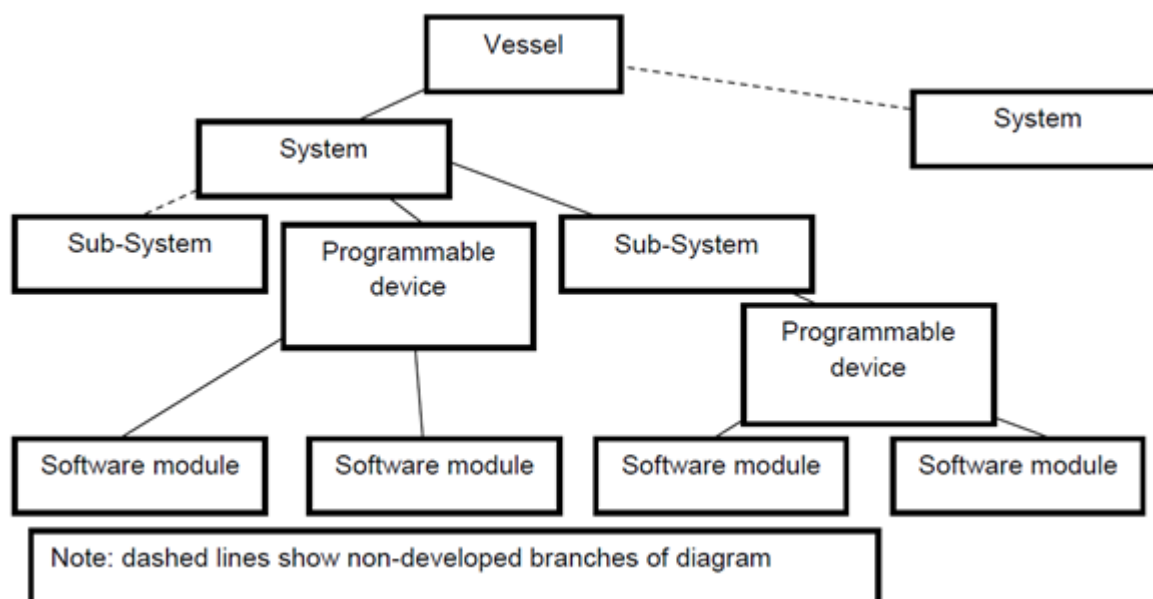 Vessel
System
System
Sub-System
Programmable
device
Sub-System
Programmable
device
Software module
Software module
Software module
Software module
Note: dashed lines show non-developed branches of diagram